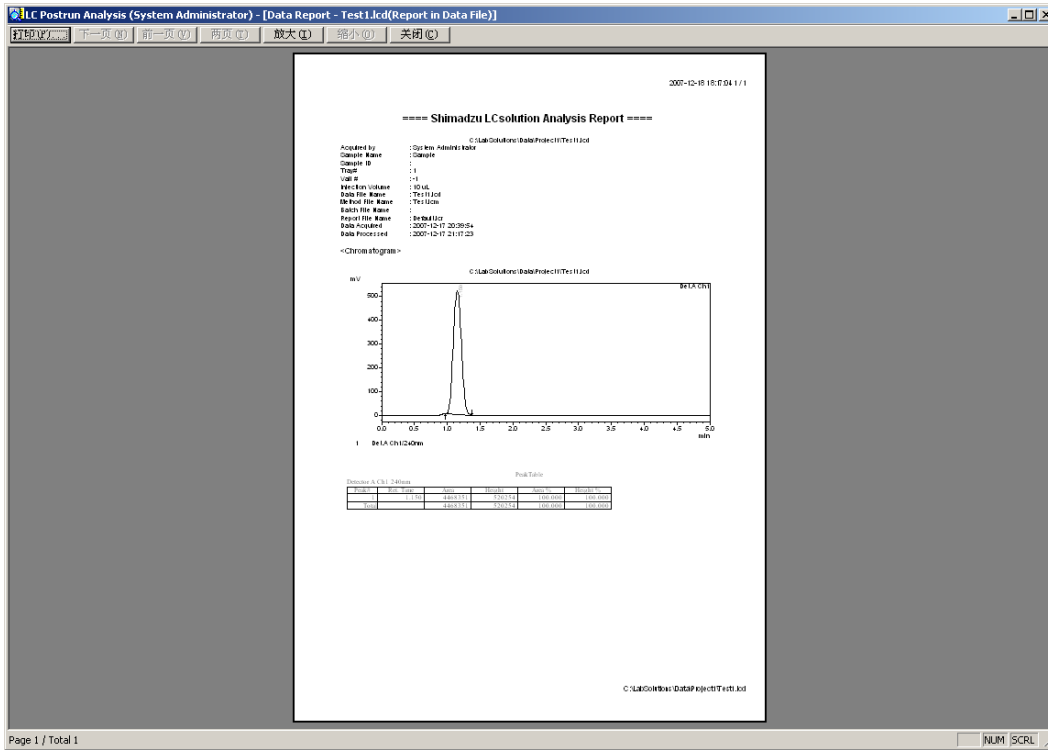 LC Postrun Analysis (System Administrator) - [Data Report - Test1.lcd(Report in Data File)]
打印(P)... 下一页(N) 前一页(V) 两页(T) 放大(I) 缩小(O) 关闭(C)
2007-12-18 18:17:04 1 / 1
==== Shimadzu LCsolution Analysis Report ====
C:\LabSolutions\Data\Project1\Test1.lcd
Acquired by : System Administrator
Sample Name : Sample
Sample ID :
Tray# : 1
Vail # : -1
Injection Volume : 10 uL
Data File Name : Test1.lcd
Method File Name : Test1.lcm
Batch File Name :
Report File Name : Default.lcr
Data Acquired : 2007-12-17 20:39:54
Data Processed : 2007-12-17 21:17:23
<Chromatogram>
C:\LabSolutions\Data\Project1\Test1.lcd
mV
Det.A Ch1
500
400
300
200
100
0
0.0 0.5 1.0 1.5 2.0 2.5 3.0 3.5 4.0 4.5 5.0
min
1 Det.A Ch1/240nm
PeakTable
Detector A Ch1 240nm
Peak# Ret. Time Area Height Area % Height %
1 1.150 4468351 520254 100.000 100.000
Total 4468351 520254 100.000 100.000
C:\LabSolutions\Data\Project1\Test1.lcd
Page 1 / Total 1
NUM SCRL